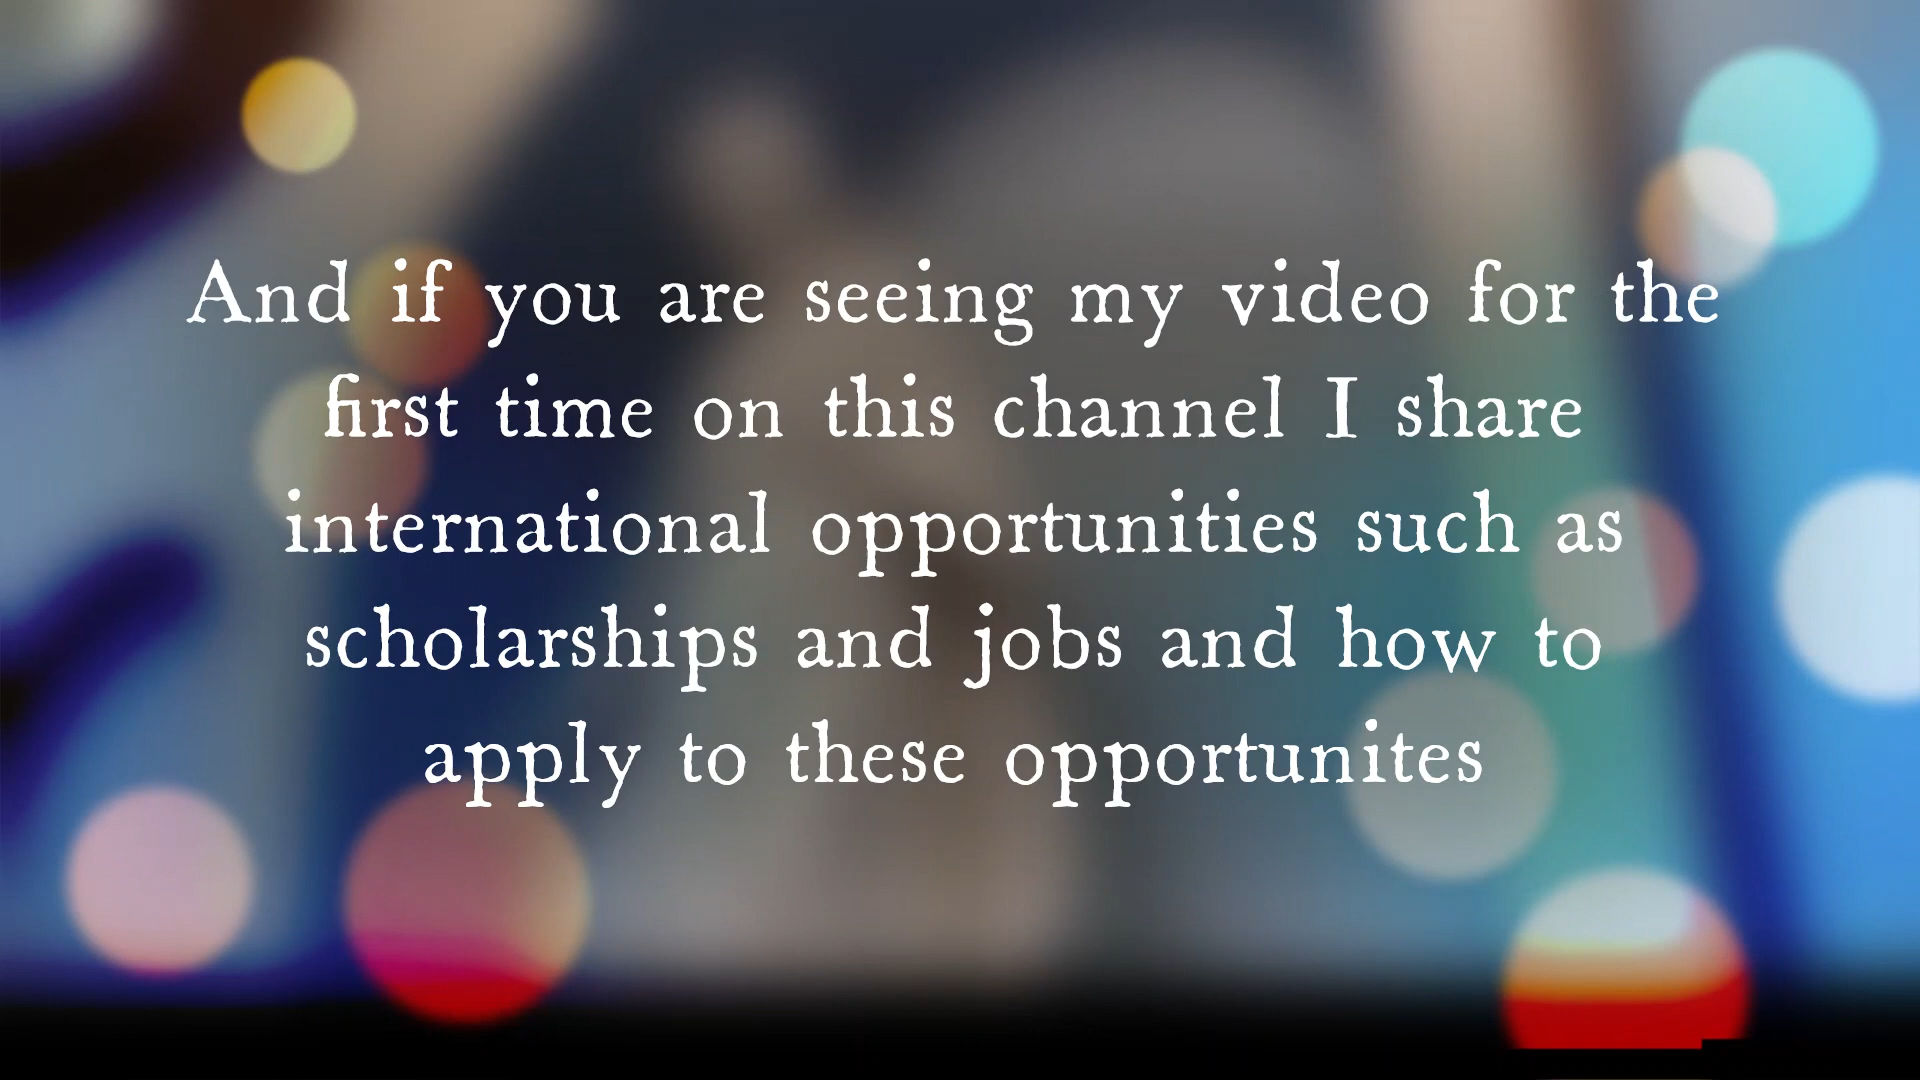 And if you are seeing my video for the
first time on this channel I share
international opportunities such as
scholarships and jobs and how to
apply to these opportunites